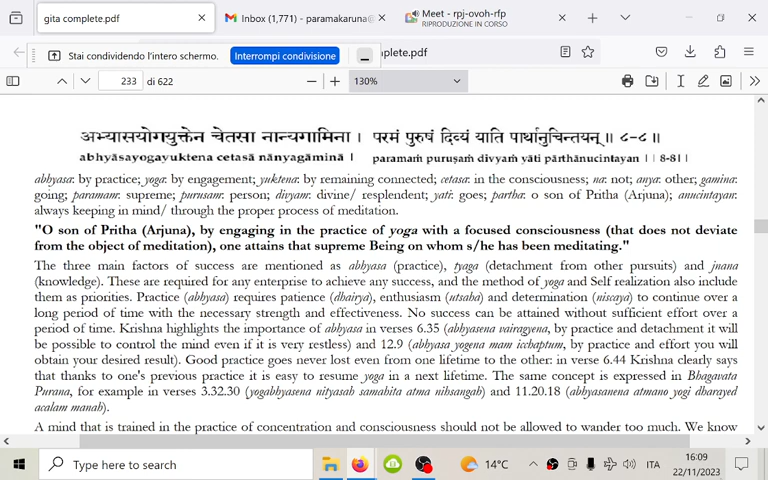 gita complete.pdf
Inbox (1,771) - paramakaruna@
Meet - rpj-ovoh-rfp
RIPRODUZIONE IN CORSO
Stai condividendo l'intero schermo.
Interrompi condivisione
plete.pdf
233 di 622
130%
अभ्यासयोगयुक्तेन चेतसा नान्यगामिना । परमं पुरुषं दिव्यं याति पार्थानुचिन्तयन् ॥ ८-८॥
abhyāsayogayuktena cetasā nānyagāminā | paramaṁ puruṣaṁ divyaṁ yāti pārthānucintayan | | 8-8| |
abhyasa: by practice; yoga: by engagement; yuktena: by remaining connected; cetasa: in the consciousness; na: not; anya: other; gamina:
going; paramam: supreme; purusam: person; divyam: divine/ resplendent; yati: goes; partha: o son of Pritha (Arjuna); anucintayan:
always keeping in mind/ through the proper process of meditation.
"O son of Pritha (Arjuna), by engaging in the practice of yoga with a focused consciousness (that does not deviate
from the object of meditation), one attains that supreme Being on whom s/he has been meditating."
The three main factors of success are mentioned as abhyasa (practice), tyaga (detachment from other pursuits) and jnana
(knowledge). These are required for any enterprise to achieve any success, and the method of yoga and Self realization also include
them as priorities. Practice (abhyasa) requires patience (dhairya), enthusiasm (utsaha) and determination (niscaya) to continue over a
long period of time with the necessary strength and effectiveness. No success can be attained without sufficient effort over a
period of time. Krishna highlights the importance of abhyasa in verses 6.35 (abhyasena vairagyena, by practice and detachment it will
be possible to control the mind even if it is very restless) and 12.9 (abhyasa yogena mam icchaptum, by practice and effort you will
obtain your desired result). Good practice goes never lost even from one lifetime to the other: in verse 6.44 Krishna clearly says
that thanks to one's previous practice it is easy to resume yoga in a next lifetime. The same concept is expressed in Bhagavata
Purana, for example in verses 3.32.30 (yogabhyasena nityasah samahita atma nihsangah) and 11.20.18 (abhyasanena atmano yogi dharayed
acalam manah).
A mind that is trained in the practice of concentration and consciousness should not be allowed to wander too much. We know
Type here to search
14°C
ITA
16:09
22/11/2023